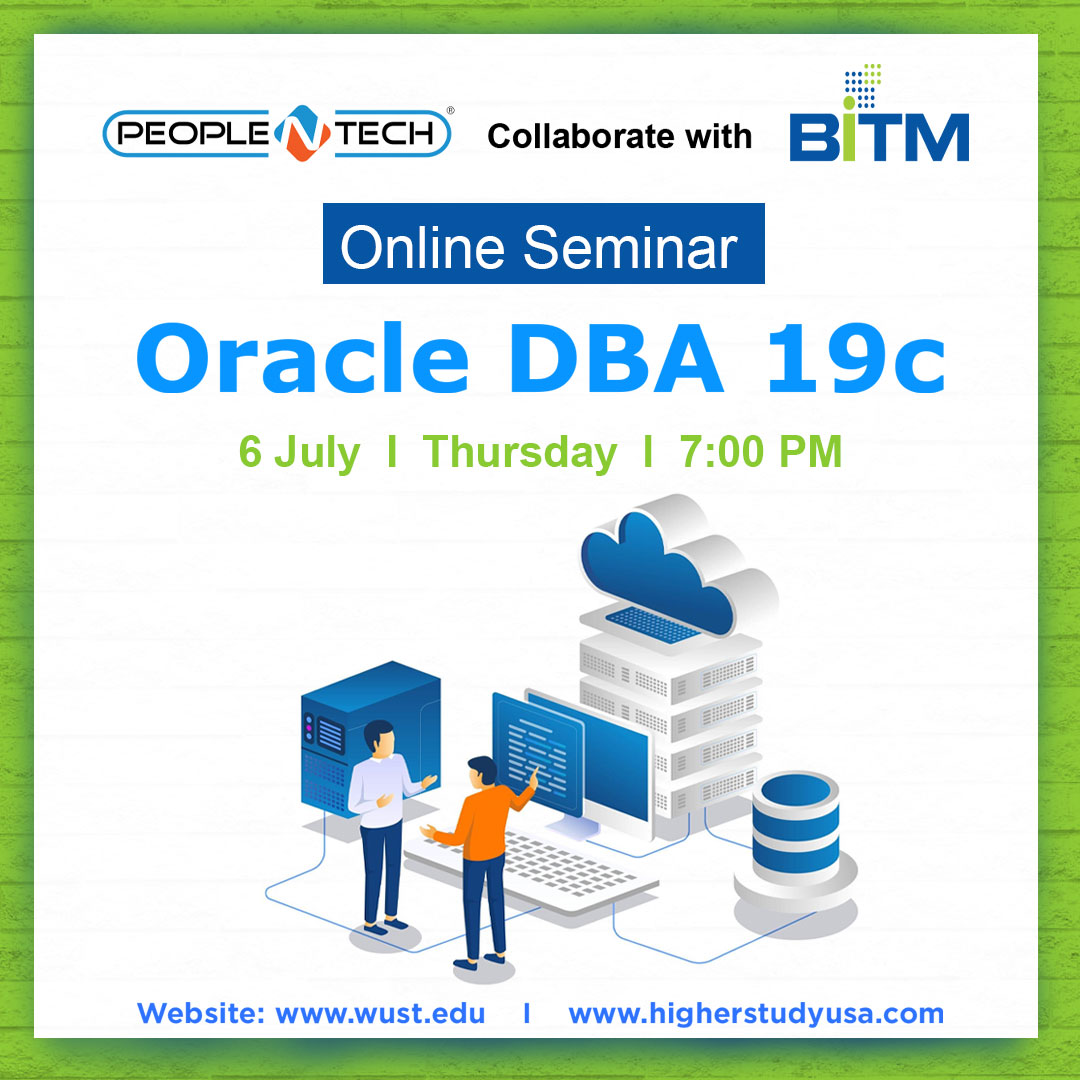 PEOPLE N TECH® Collaborate with BiTM
Online Seminar
Oracle DBA 19c
6 July I Thursday I 7:00 PM
Website: www.wust.edu I www.higherstudyusa.com